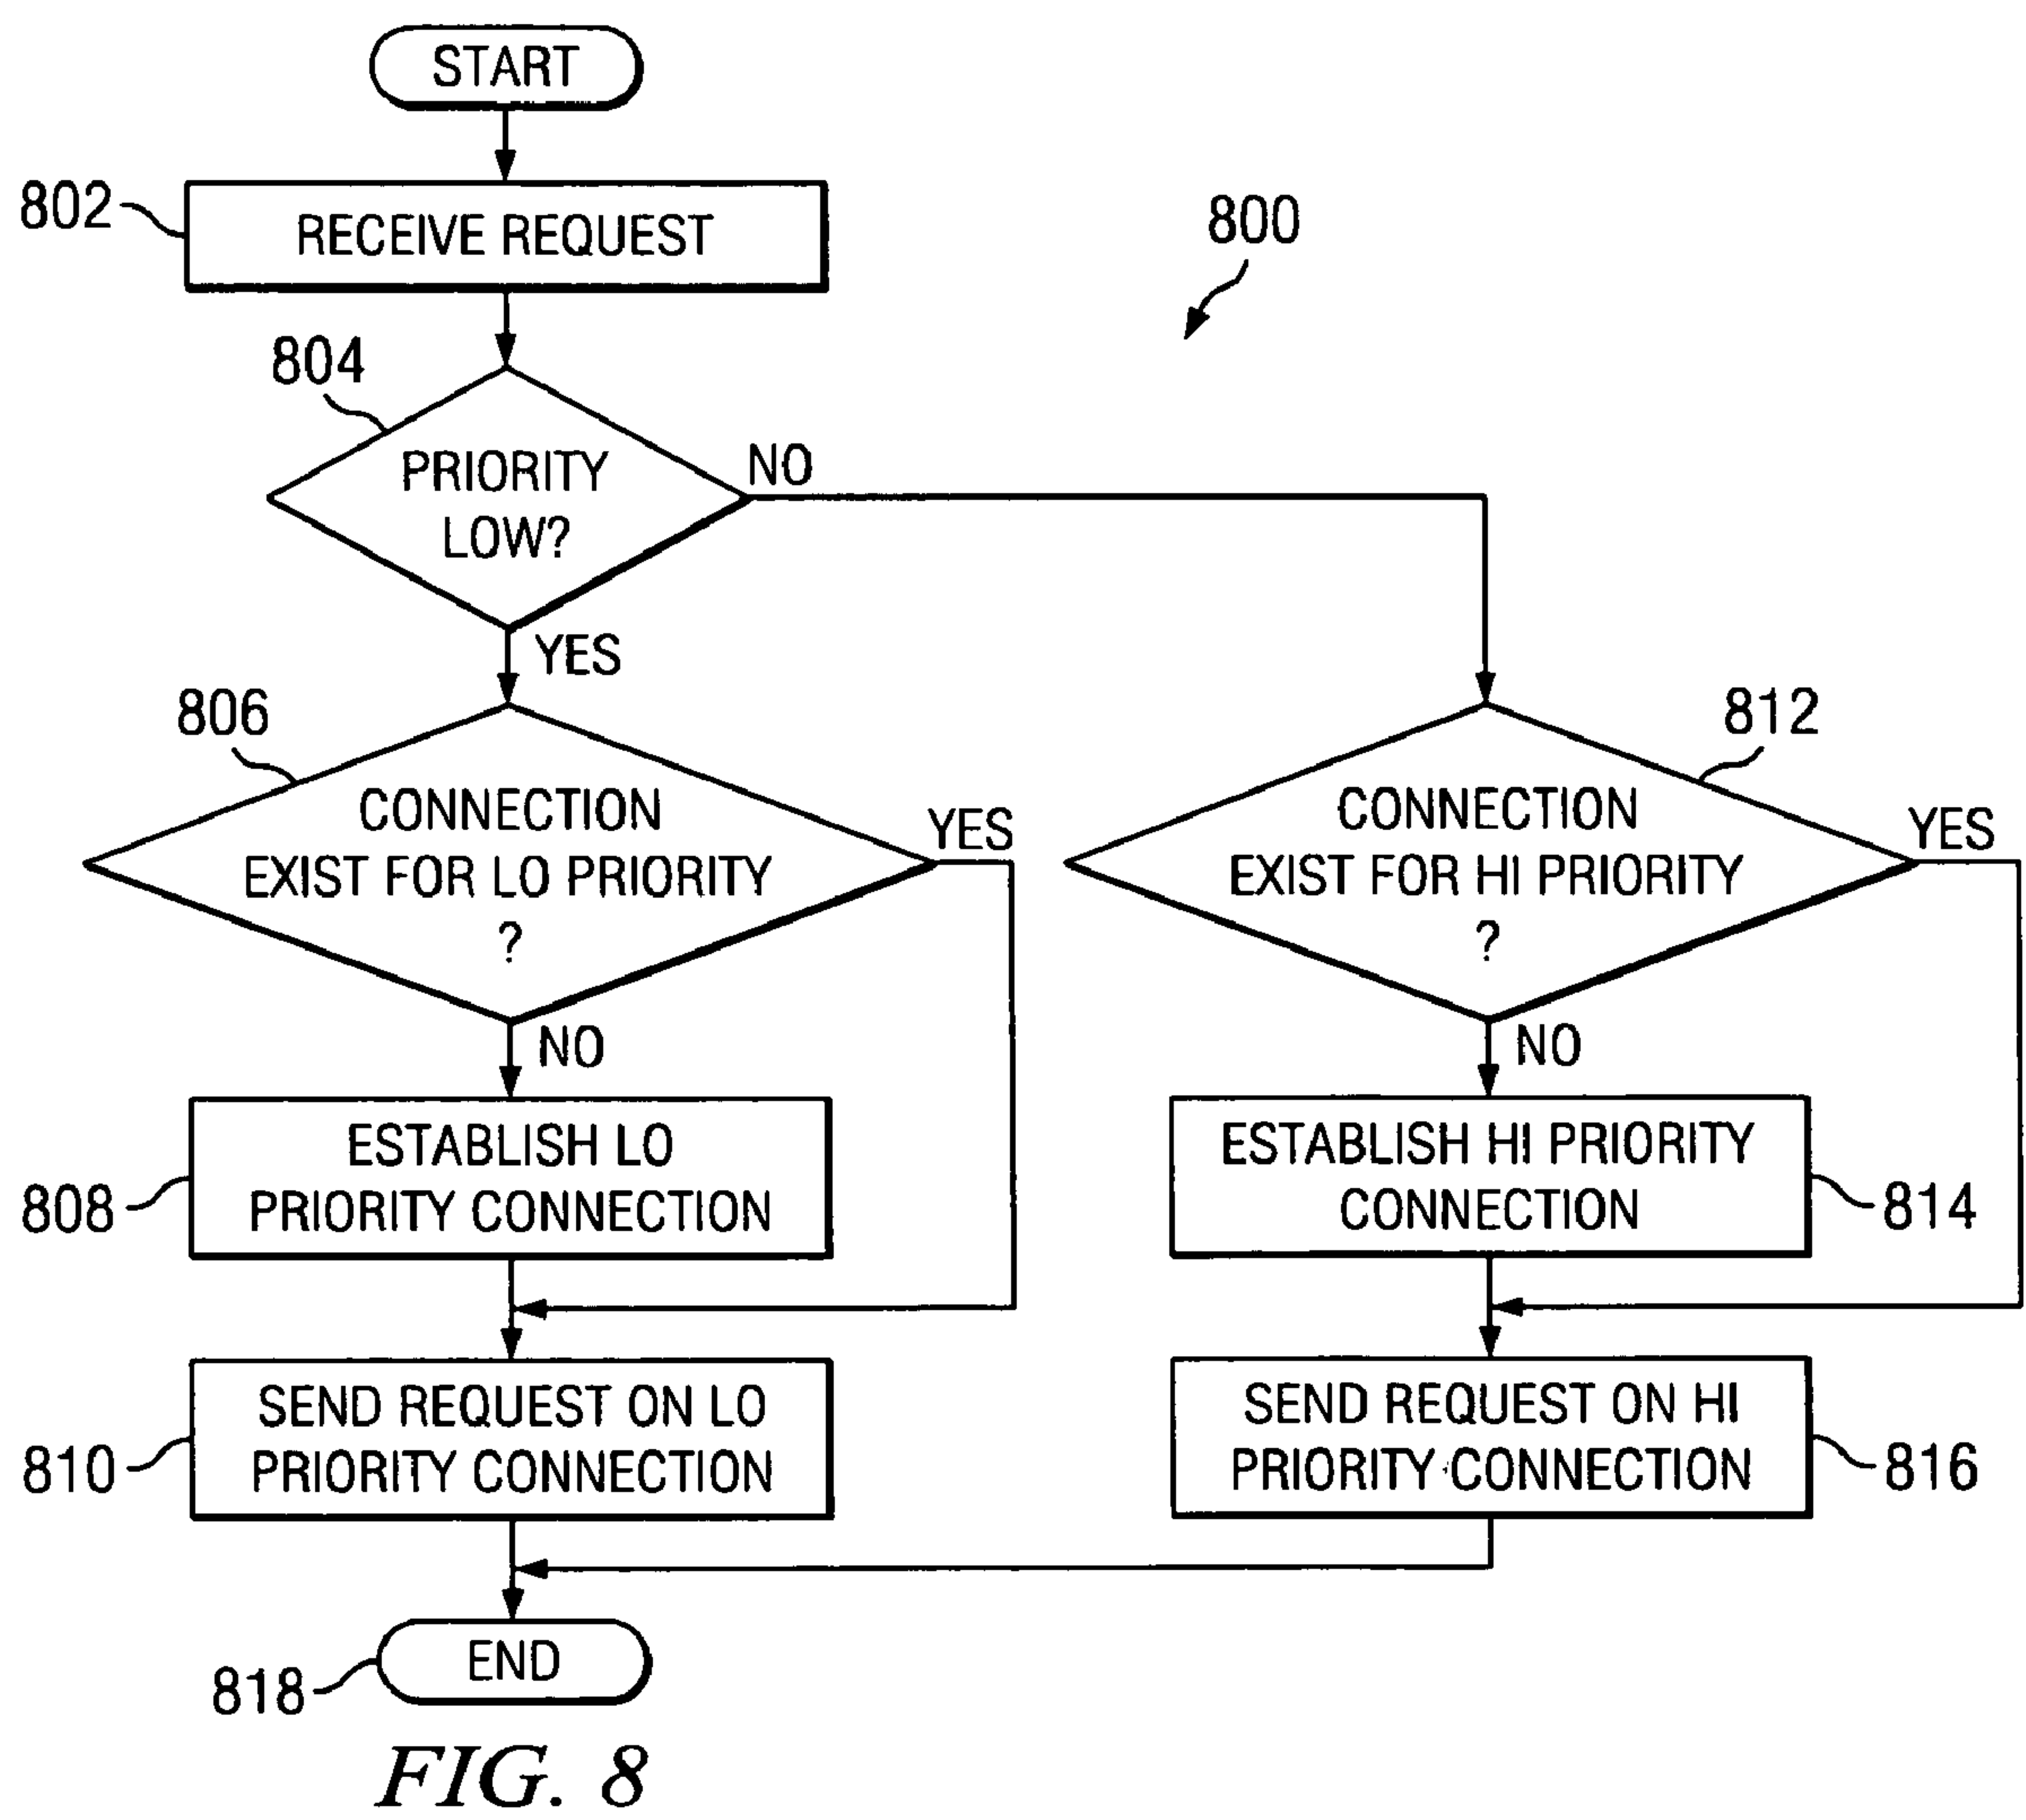 START
802
RECEIVE REQUEST
800
804
PRIORITY
LOW?
NO
YES
806
CONNECTION
EXIST FOR LO PRIORITY
?
YES
812
CONNECTION
EXIST FOR HI PRIORITY
?
YES
NO
NO
ESTABLISH LO
PRIORITY CONNECTION
808
ESTABLISH HI PRIORITY
CONNECTION
814
SEND REQUEST ON LO
PRIORITY CONNECTION
810
SEND REQUEST ON HI
PRIORITY CONNECTION
816
END
818
FIG. 8